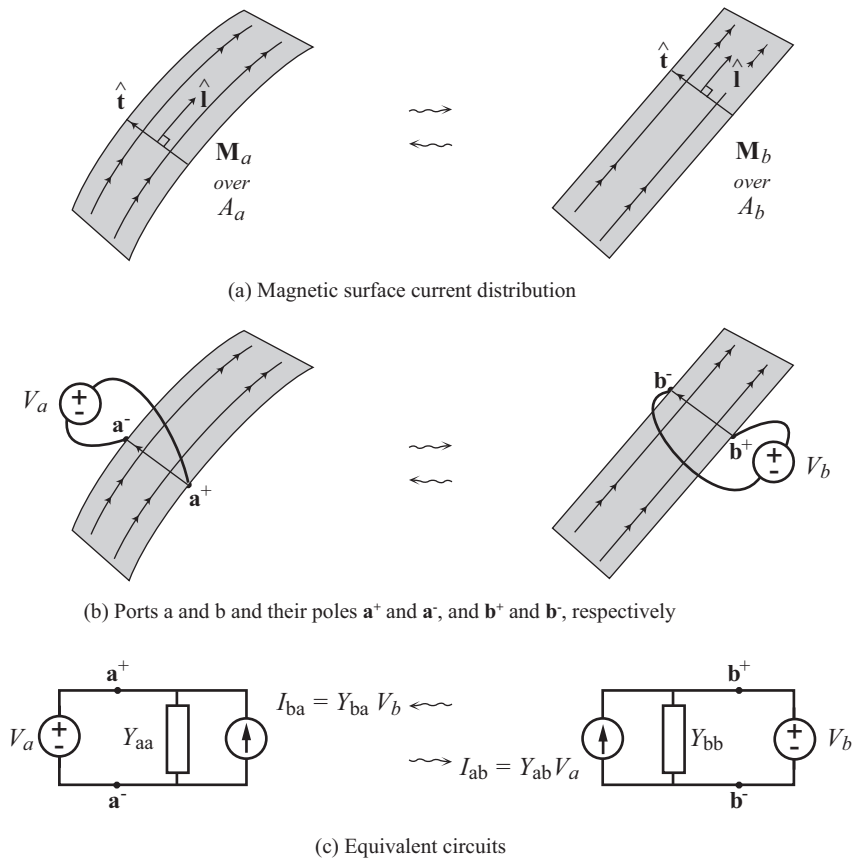 t̂ l̂ t̂ l̂
M_a M_b
over over
A_a A_b
(a) Magnetic surface current distribution
V_a + - a⁻ b⁻
a⁺ b⁺ + - V_b
(b) Ports a and b and their poles a⁺ and a⁻, and b⁺ and b⁻, respectively
a⁺ b⁺
I_ba = Y_ba V_b
V_a + - Y_aa Y_bb + - V_b
I_ab = Y_ab V_a
a⁻ b⁻
(c) Equivalent circuits